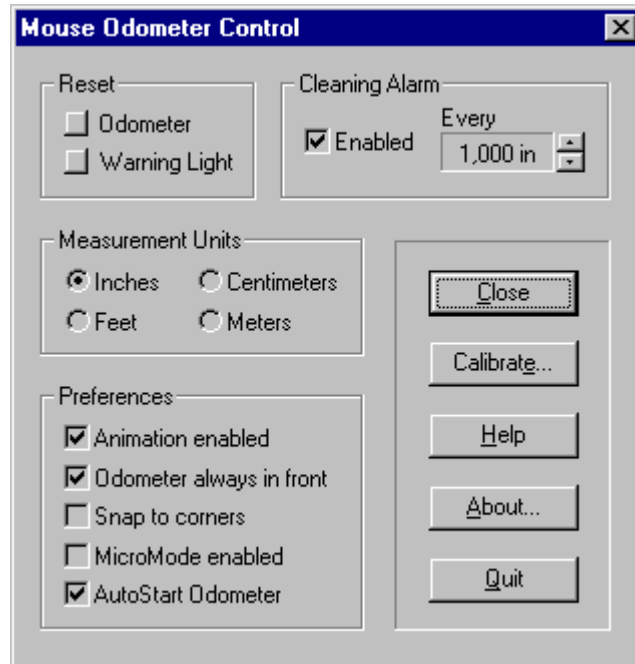 Mouse Odometer Control
Reset
Odometer
Warning Light
Cleaning Alarm
Every
Enabled
1,000 in
Measurement Units
Inches
Centimeters
Feet
Meters
Preferences
Animation enabled
Odometer always in front
Snap to corners
MicroMode enabled
AutoStart Odometer
Close
Calibrate...
Help
About...
Quit